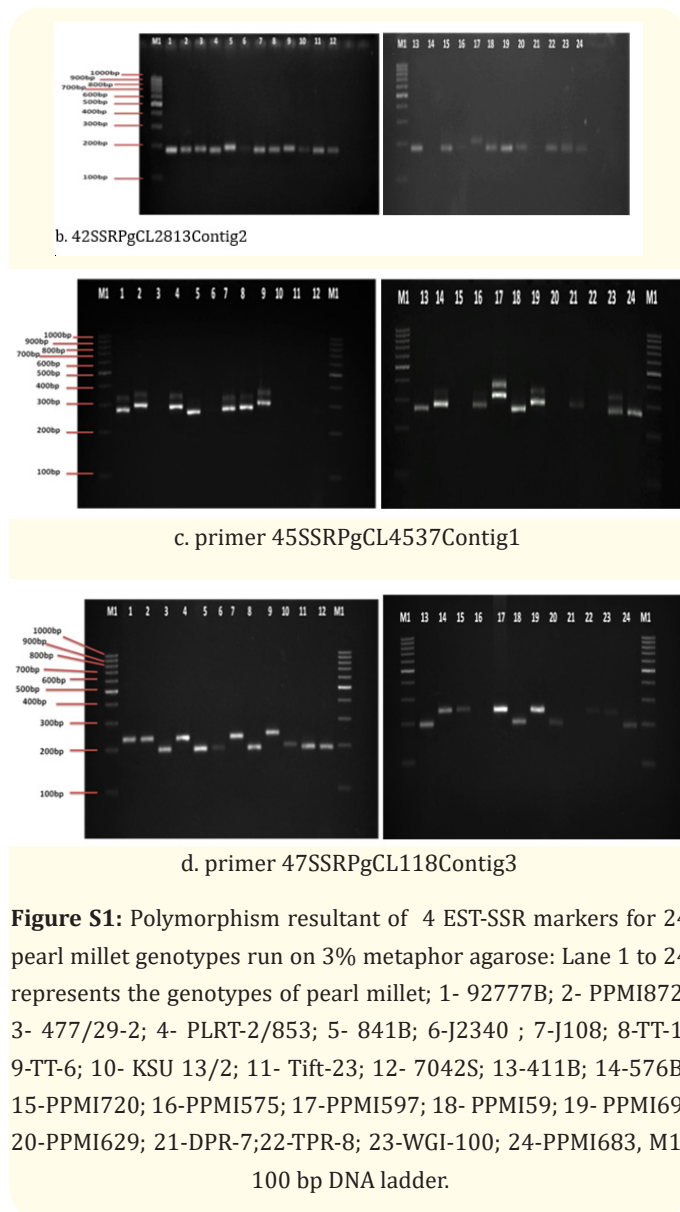 M1 1 2 3 4 5 6 7 8 9 10 11 12
13 14 15 16 17 18 19 20 21 22 23 24
1000bp
900bp
800bp
700bp
600bp
500bp
400bp
300bp
200bp
100bp
b. 42SSRPgCL2813Contig2
M1 1 2 3 4 5 6 7 8 9 10 11 12 M1
M1 13 14 15 16 17 18 19 20 21 22 23 24 M1
1000bp
900bp
800bp
700bp
600bp
500bp
400bp
300bp
200bp
100bp
c. primer 45SSRPgCL4537Contig1
M1 1 2 3 4 5 6 7 8 9 10 11 12 M1
M1 13 14 15 16 17 18 19 20 21 22 23 24 M1
1000bp
900bp
800bp
700bp
600bp
500bp
400bp
300bp
200bp
100bp
d. primer 47SSRPgCL118Contig3
Figure S1: Polymorphism resultant of 4 EST-SSR markers for 24
pearl millet genotypes run on 3% metaphor agarose: Lane 1 to 24
represents the genotypes of pearl millet; 1- 92777B; 2- PPMI872
3- 477/29-2; 4- PLRT-2/853; 5- 841B; 6-J2340 ; 7-J108; 8-TT-1
9-TT-6; 10- KSU 13/2; 11- Tift-23; 12- 7042S; 13-411B; 14-576B
15-PPMI720; 16-PPMI575; 17-PPMI597; 18- PPMI59; 19- PPMI69
20-PPMI629; 21-DPR-7;22-TPR-8; 23-WGI-100; 24-PPMI683, M1
100 bp DNA ladder.